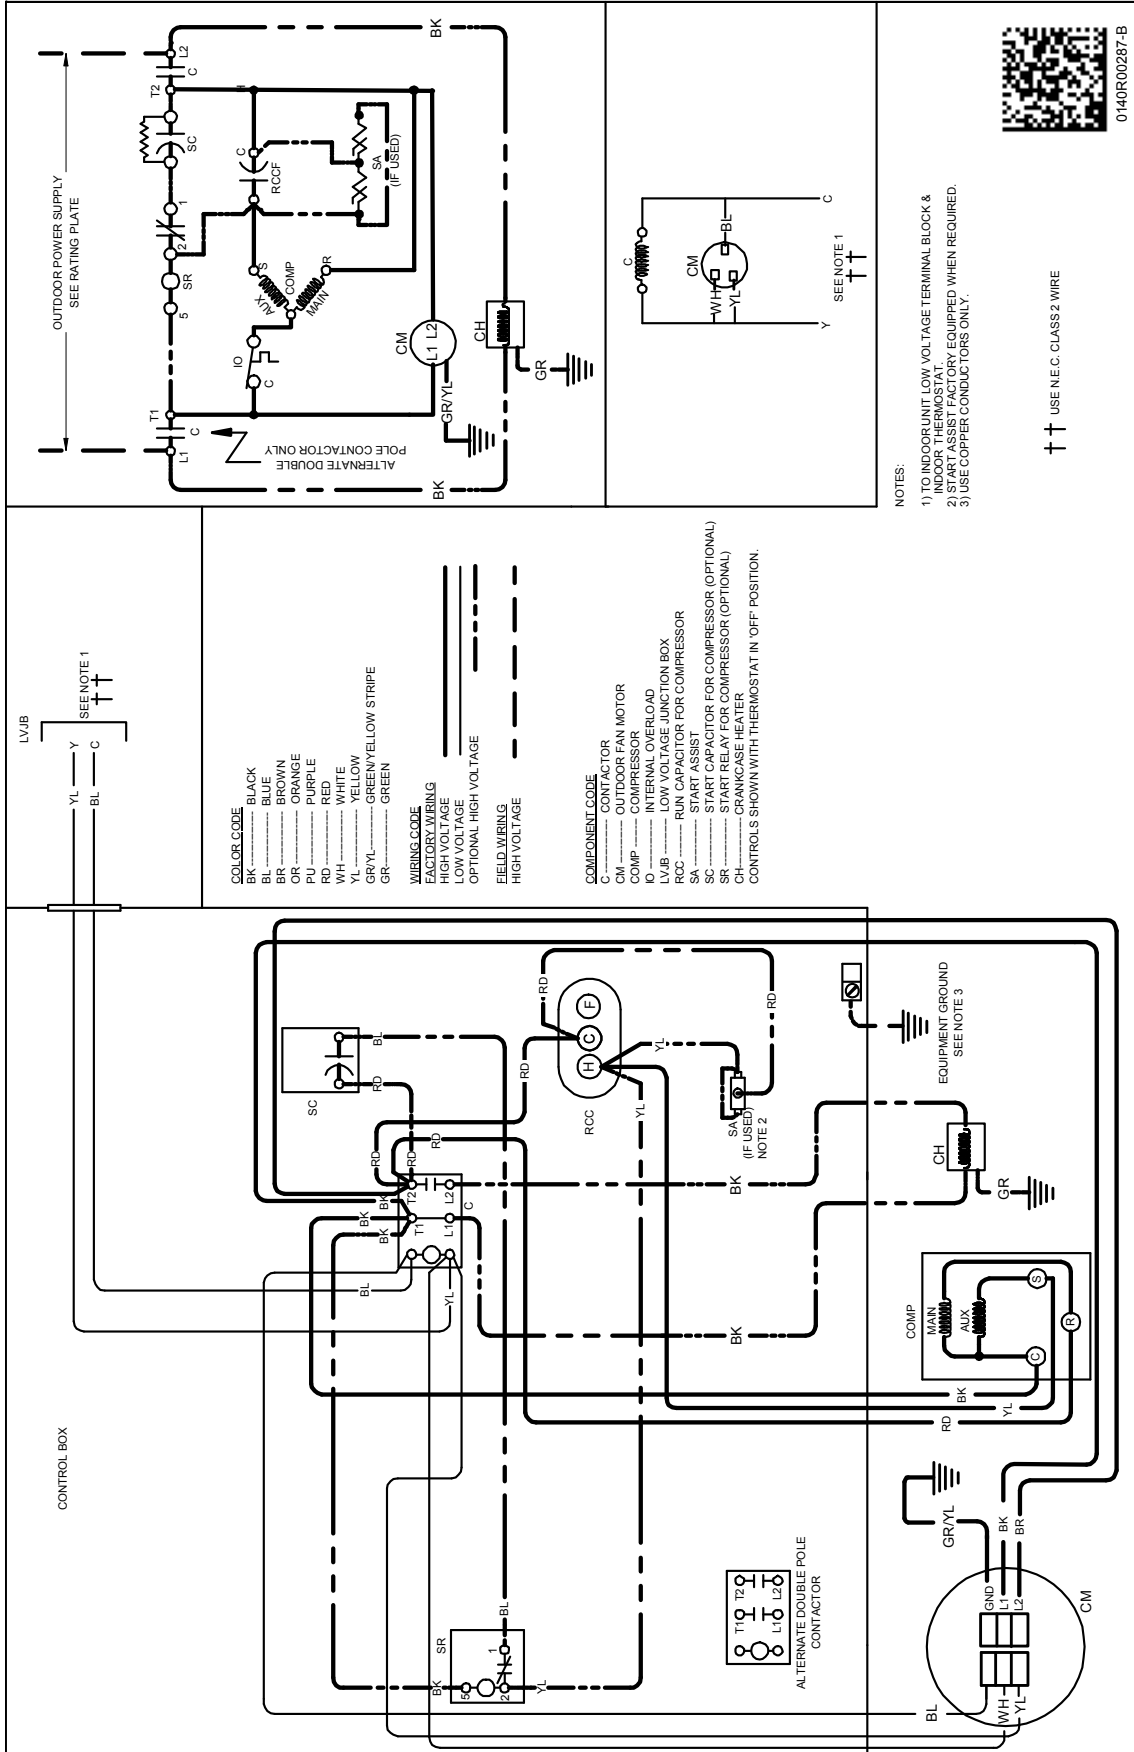 OUTDOOR POWER SUPPLY
SEE RATING PLATE
L1
C
T1
5
SR
2
1
SC
T2
C
L2
ALTERNATE DOUBLE
POLE CONTACTOR ONLY
IO
C
AUX
S
COMP
MAIN
R
RCCF
C
H
SA
(IF USED)
CM
L1 L2
GR/YL
CH
GR
BK
BK
C
CM
WH
YL
BL
Y
C
SEE NOTE 1
NOTES:
1) TO INDOOR UNIT LOW VOLTAGE TERMINAL BLOCK &
INDOOR THERMOSTAT.
2) START ASSIST FACTORY EQUIPPED WHEN REQUIRED.
3) USE COPPER CONDUCTORS ONLY.
†† USE N.E.C. CLASS 2 WIRE
0140R00287-B
LVJB
YL
Y
BL
C
SEE NOTE 1
COLOR CODE
BK ---------- BLACK
BL ---------- BLUE
BR ---------- BROWN
OR ---------- ORANGE
PU ---------- PURPLE
RD ---------- RED
WH ---------- WHITE
YL ---------- YELLOW
GR/YL---------- GREEN/YELLOW STRIPE
GR---------- GREEN
WIRING CODE
FACTORY WIRING
HIGH VOLTAGE
LOW VOLTAGE
OPTIONAL HIGH VOLTAGE
FIELD WIRING
HIGH VOLTAGE
COMPONENT CODE
C ---------- CONTACTOR
CM ---------- OUTDOOR FAN MOTOR
COMP ---------- COMPRESSOR
IO ---------- INTERNAL OVERLOAD
LVJB ---------- LOW VOLTAGE JUNCTION BOX
RCC ---------- RUN CAPACITOR FOR COMPRESSOR
SA ---------- START ASSIST
SC ---------- START CAPACITOR FOR COMPRESSOR (OPTIONAL)
SR ---------- START RELAY FOR COMPRESSOR (OPTIONAL)
CH---------- CRANKCASE HEATER
CONTROLS SHOWN WITH THERMOSTAT IN 'OFF' POSITION.
CONTROL BOX
SC
RD
BL
BK
BK
BK
RD
RD
RD
T1
T2
L1
L2
C
BL
YL
RCC
H
C
F
RD
RD
YL
YL
RD
SA
(IF USED)
NOTE 2
EQUIPMENT GROUND
SEE NOTE 3
BK
BK
CH
GR
SR
BK
5
2
1
BL
YL
ALTERNATE DOUBLE POLE
CONTACTOR
T1
T2
L1
L2
COMP
MAIN
AUX
C
S
R
BK
YL
RD
GR/YL
BK
BR
GND
L1
L2
CM
BL
WH
YL